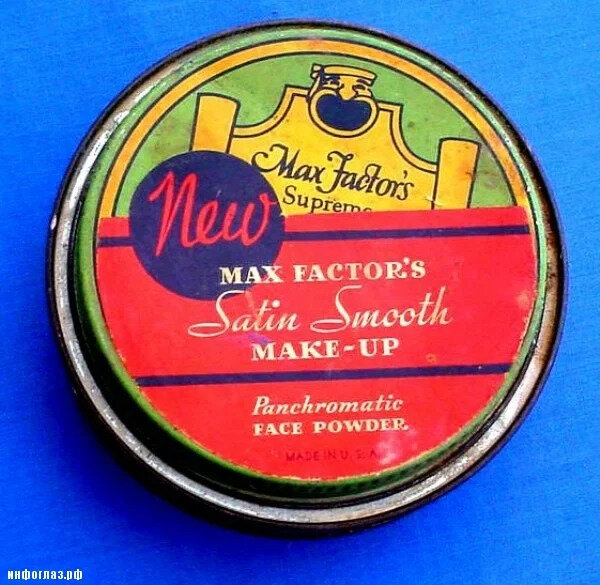 Max Factor's
Supreme
New
MAX FACTOR'S
Satin Smooth
MAKE-UP
Panchromatic
FACE POWDER
MADE IN U. S. A.
инфоглаз.рф